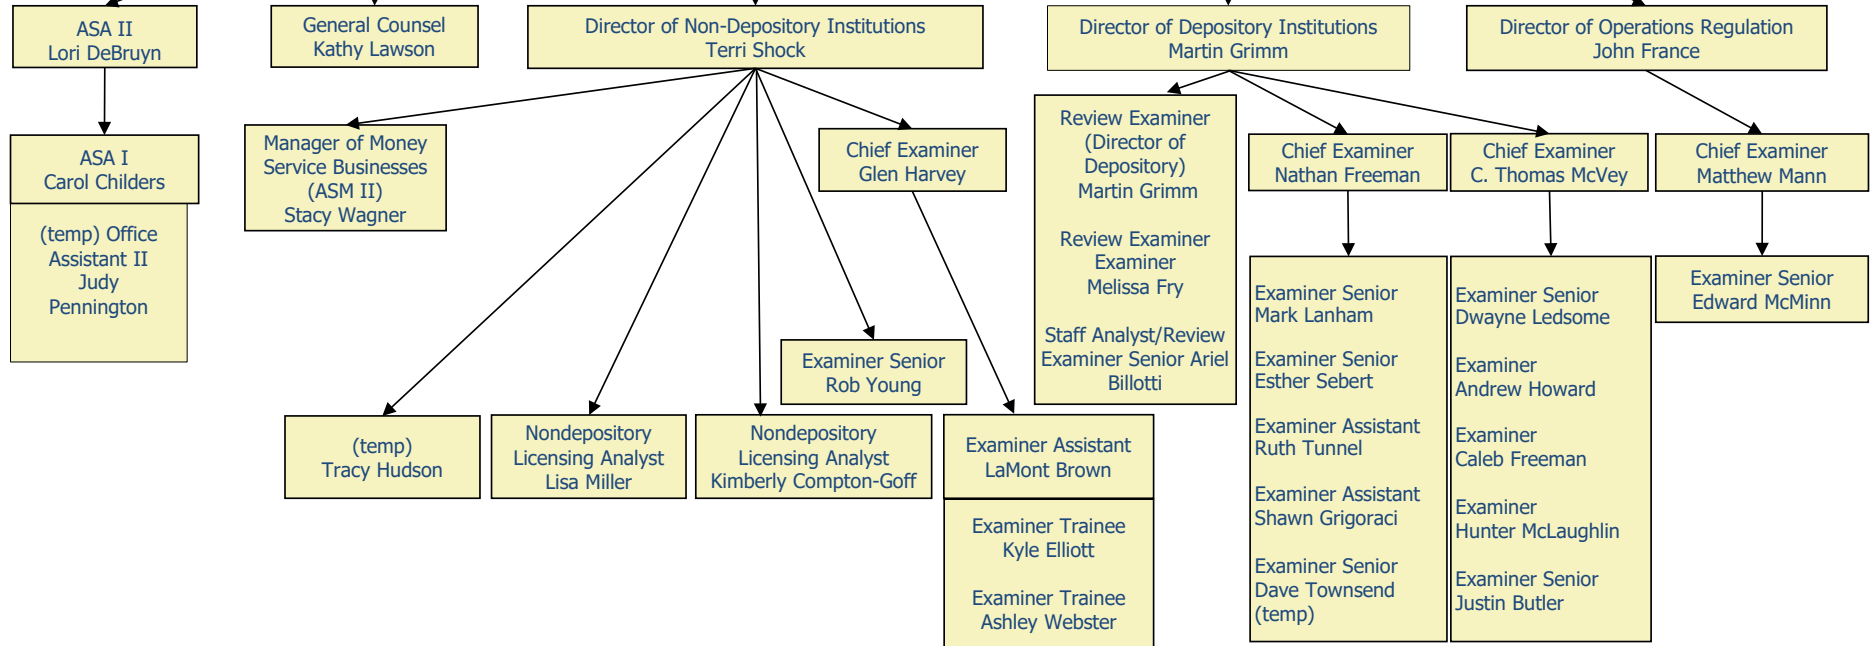 ASA II
Lori DeBruyn
General Counsel
Kathy Lawson
Director of Non-Depository Institutions
Terri Shock
Director of Depository Institutions
Martin Grimm
Director of Operations Regulation
John France
ASA I
Carol Childers
(temp) Office
Assistant II
Judy
Pennington
Manager of Money
Service Businesses
(ASM II)
Stacy Wagner
Chief Examiner
Glen Harvey
Review Examiner
(Director of
Depository)
Martin Grimm
Review Examiner
Examiner
Melissa Fry
Staff Analyst/Review
Examiner Senior Ariel
Billotti
Chief Examiner
Nathan Freeman
Chief Examiner
C. Thomas McVey
Chief Examiner
Matthew Mann
Examiner Senior
Rob Young
(temp)
Tracy Hudson
Nondepository
Licensing Analyst
Lisa Miller
Nondepository
Licensing Analyst
Kimberly Compton-Goff
Examiner Assistant
LaMont Brown
Examiner Trainee
Kyle Elliott
Examiner Trainee
Ashley Webster
Examiner Senior
Mark Lanham
Examiner Senior
Esther Sebert
Examiner Assistant
Ruth Tunnel
Examiner Assistant
Shawn Grigoraci
Examiner Senior
Dave Townsend
(temp)
Examiner Senior
Dwayne Ledsome
Examiner
Andrew Howard
Examiner
Caleb Freeman
Examiner
Hunter McLaughlin
Examiner Senior
Justin Butler
Examiner Senior
Edward McMinn